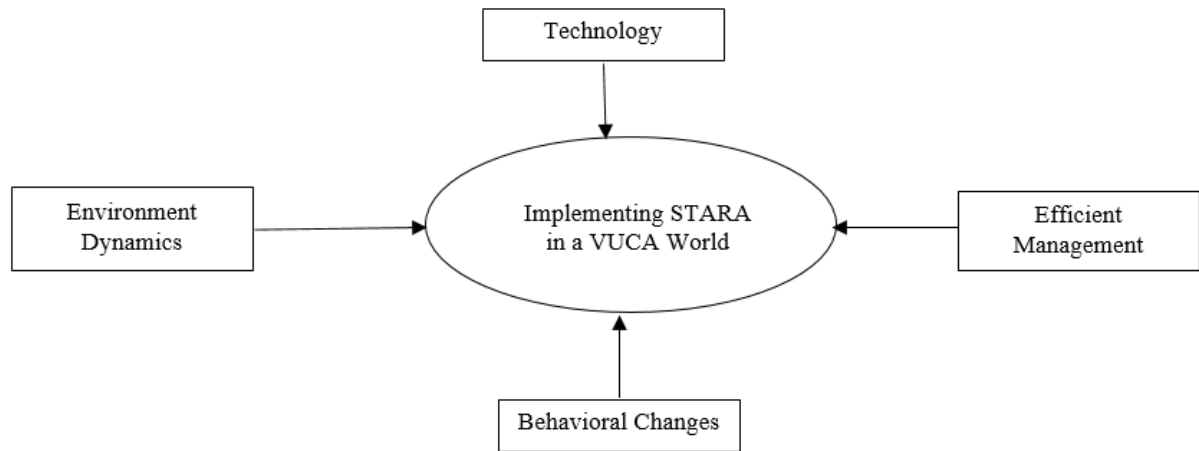 Technology
Environment
Dynamics
Implementing STARA
in a VUCA World
Efficient
Management
Behavioral Changes